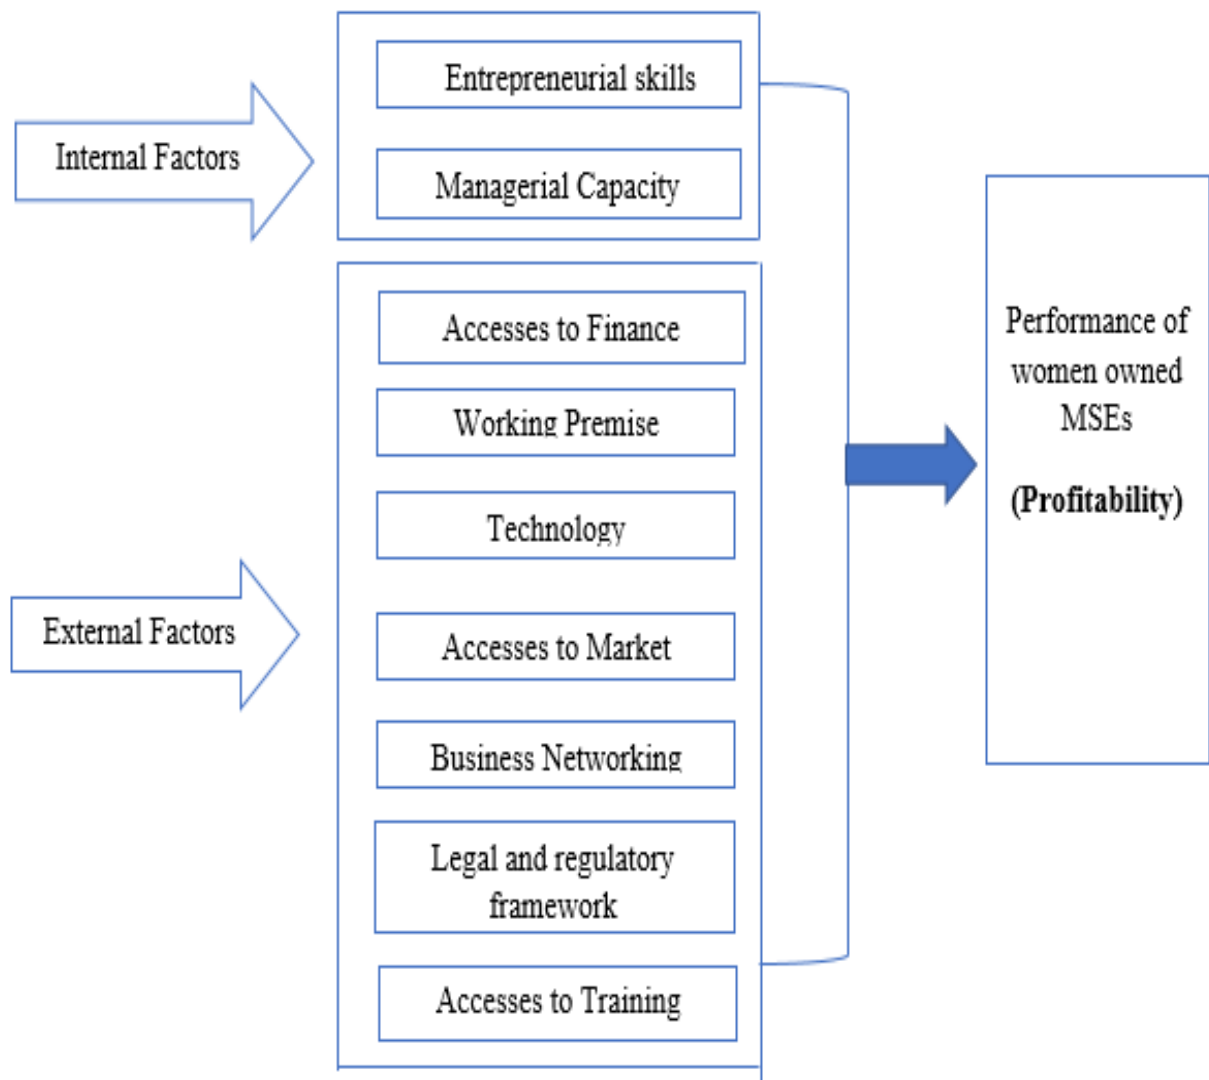 Internal Factors
Entrepreneurial skills
Managerial Capacity
External Factors
Accesses to Finance
Working Premise
Technology
Accesses to Market
Business Networking
Legal and regulatory
framework
Accesses to Training
Performance of
women owned
MSEs
(Profitability)